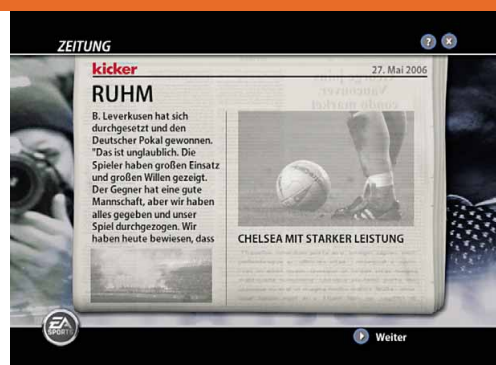 ZEITUNG
kicker
27. Mai 2006
RUHM
B. Leverkusen hat sich
durchgesetzt und den
Deutscher Pokal gewonnen.
"Das ist unglaublich. Die
Spieler haben großen Einsatz
und großen Willen gezeigt.
Der Gegner hat eine gute
Mannschaft, aber wir haben
alles gegeben und unser
Spiel durchgezogen. Wir
haben heute bewiesen, dass
CHELSEA MIT STARKER LEISTUNG
EA
SPORTS
Weiter